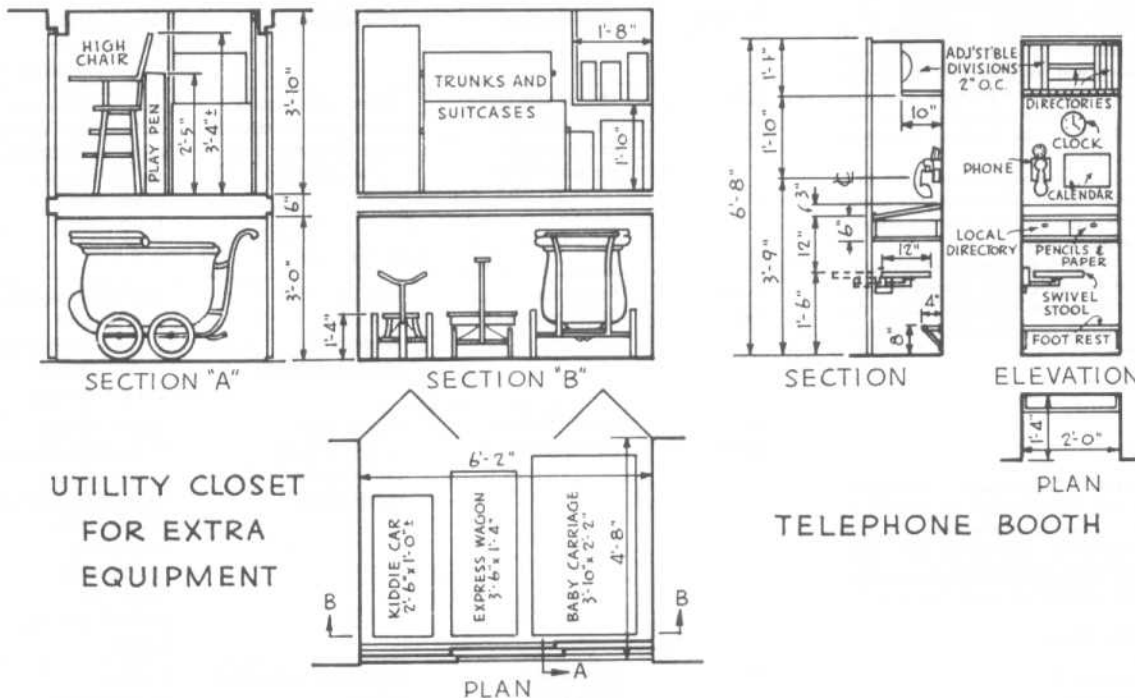 HIGH
CHAIR
PLAY PEN
2'-5"
3'-4" ±
3'-10"
6"
3'-0"
SECTION "A"
1'-8"
TRUNKS AND
SUITCASES
1'-10"
1'-4"
SECTION "B"
6'-8"
1'-1"
1'-10"
3'-9"
3"
12"
6"
1'-6"
10"
12"
4"
8"
℄
SECTION
ADJ'ST'BLE
DIVISIONS
2" O.C.
DIRECTORIES
CLOCK
PHONE
CALENDAR
LOCAL
DIRECTORY
PENCILS &
PAPER
SWIVEL
STOOL
FOOT REST
ELEVATION
1'-4"
2'-0"
PLAN
TELEPHONE BOOTH
UTILITY CLOSET
FOR EXTRA
EQUIPMENT
6'-2"
KIDDIE CAR
2'-6" x 1'-0" ±
EXPRESS WAGON
3'-6" x 1'-4"
BABY CARRIAGE
3'-10" x 2'-2"
4'-8"
B
B
A
PLAN